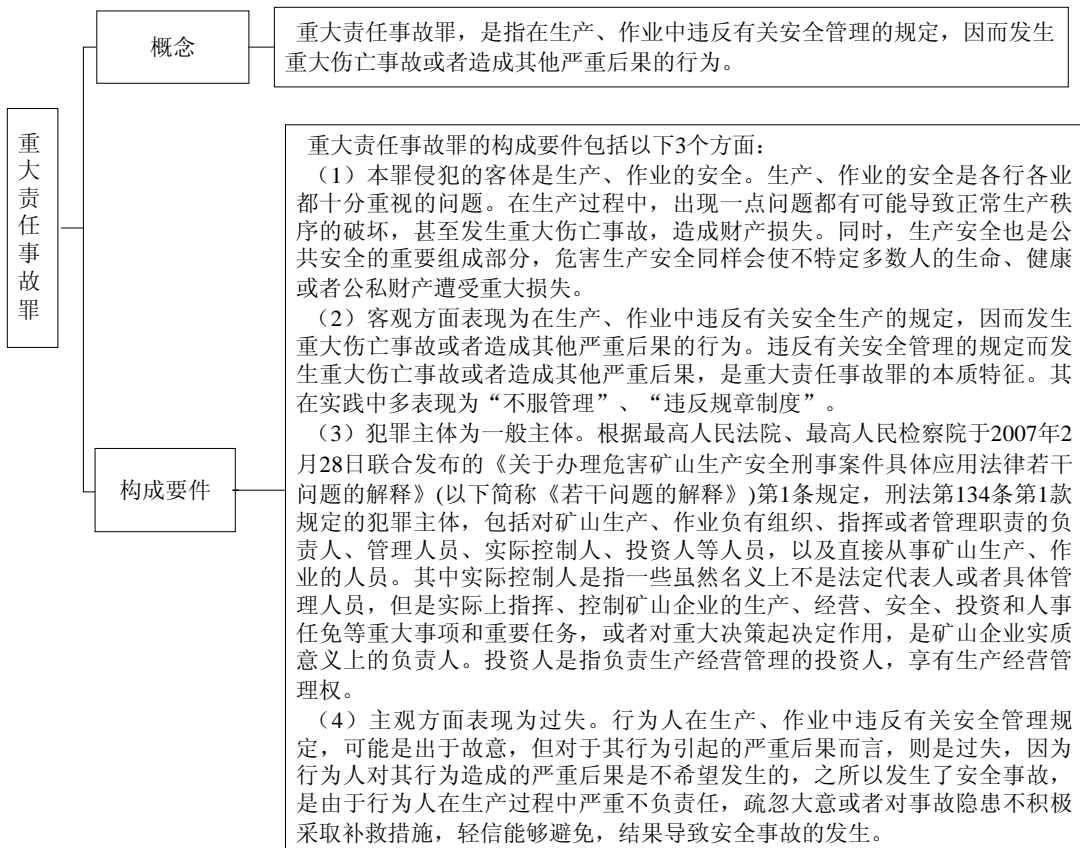 重大责任事故罪
概念
重大责任事故罪，是指在生产、作业中违反有关安全管理的规定，因而发生
重大伤亡事故或者造成其他严重后果的行为。
构成要件
重大责任事故罪的构成要件包括以下3个方面：
（1）本罪侵犯的客体是生产、作业的安全。生产、作业的安全是各行各业
都十分重视的问题。在生产过程中，出现一点问题都有可能导致正常生产秩
序的破坏，甚至发生重大伤亡事故，造成财产损失。同时，生产安全也是公
共安全的重要组成部分，危害生产安全同样会使不特定多数人的生命、健康
或者公私财产遭受重大损失。
（2）客观方面表现为在生产、作业中违反有关安全生产的规定，因而发生
重大伤亡事故或者造成其他严重后果的行为。违反有关安全管理的规定而发
生重大伤亡事故或者造成其他严重后果，是重大责任事故罪的本质特征。其
在实践中多表现为“不服管理”、“违反规章制度”。
（3）犯罪主体为一般主体。根据最高人民法院、最高人民检察院于2007年2
月28日联合发布的《关于办理危害矿山生产安全刑事案件具体应用法律若干
问题的解释》(以下简称《若干问题的解释》)第1条规定，刑法第134条第1款
规定的犯罪主体，包括对矿山生产、作业负有组织、指挥或者管理职责的负
责人、管理人员、实际控制人、投资人等人员，以及直接从事矿山生产、作
业的人员。其中实际控制人是指一些虽然名义上不是法定代表人或者具体管
理人员，但是实际上指挥、控制矿山企业的生产、经营、安全、投资和人事
任免等重大事项和重要任务，或者对重大决策起决定作用，是矿山企业实质
意义上的负责人。投资人是指负责生产经营管理的投资人，享有生产经营管
理权。
（4）主观方面表现为过失。行为人在生产、作业中违反有关安全管理规
定，可能是出于故意，但对于其行为引起的严重后果而言，则是过失，因为
行为人对其行为造成的严重后果是不希望发生的，之所以发生了安全事故，
是由于行为人在生产过程中严重不负责任，疏忽大意或者对事故隐患不积极
采取补救措施，轻信能够避免，结果导致安全事故的发生。